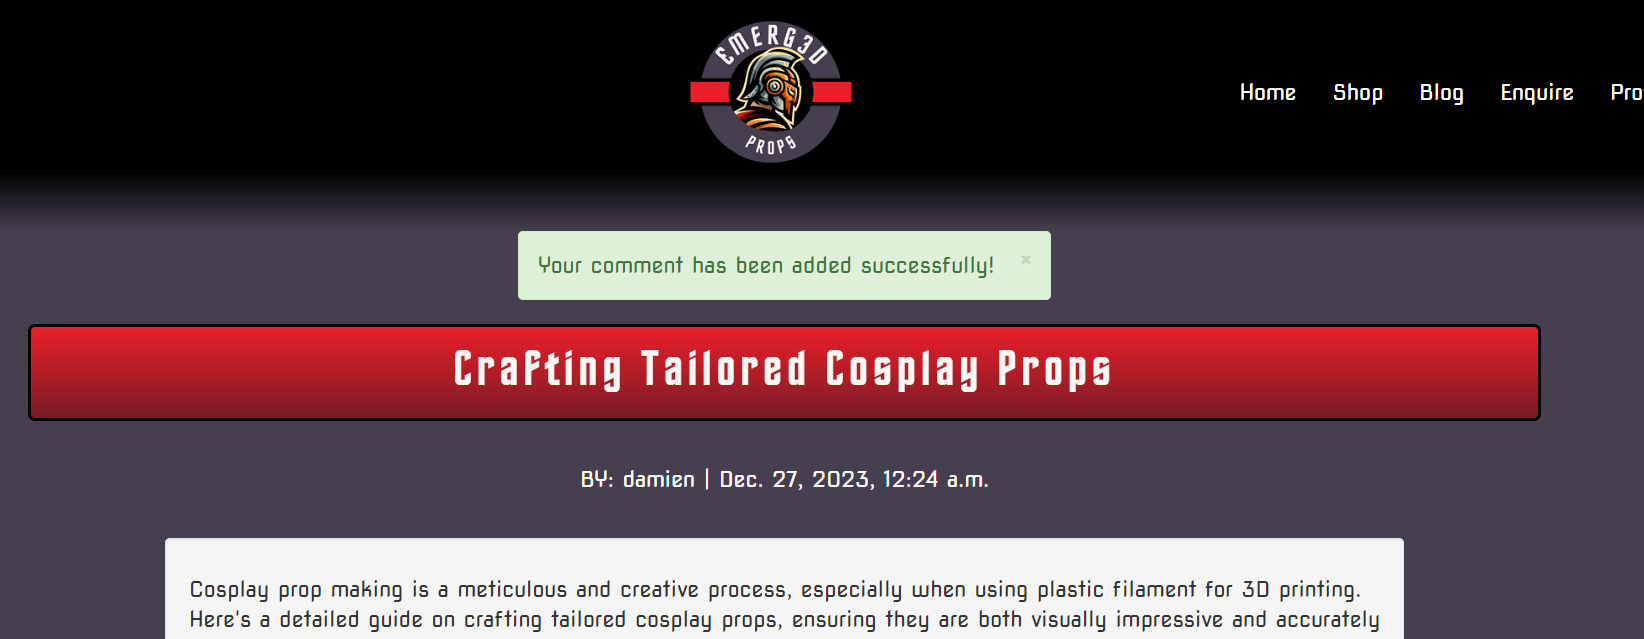 EMERG3D
PROPS
Home Shop Blog Enquire Pro
Your comment has been added successfully! ×
Crafting Tailored Cosplay Props
BY: damien | Dec. 27, 2023, 12:24 a.m.
Cosplay prop making is a meticulous and creative process, especially when using plastic filament for 3D printing.
Here's a detailed guide on crafting tailored cosplay props, ensuring they are both visually impressive and accurately